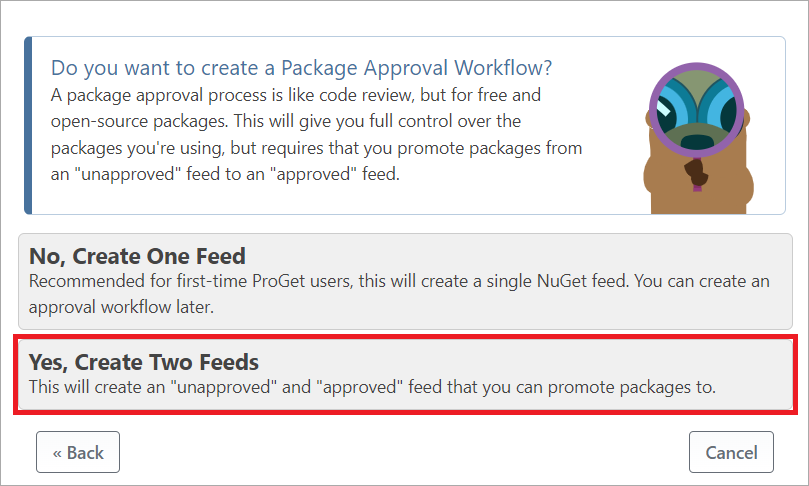 Do you want to create a Package Approval Workflow?
A package approval process is like code review, but for free and
open-source packages. This will give you full control over the
packages you're using, but requires that you promote packages from
an "unapproved" feed to an "approved" feed.
No, Create One Feed
Recommended for first-time ProGet users, this will create a single NuGet feed. You can create an
approval workflow later.
Yes, Create Two Feeds
This will create an "unapproved" and "approved" feed that you can promote packages to.
« Back
Cancel